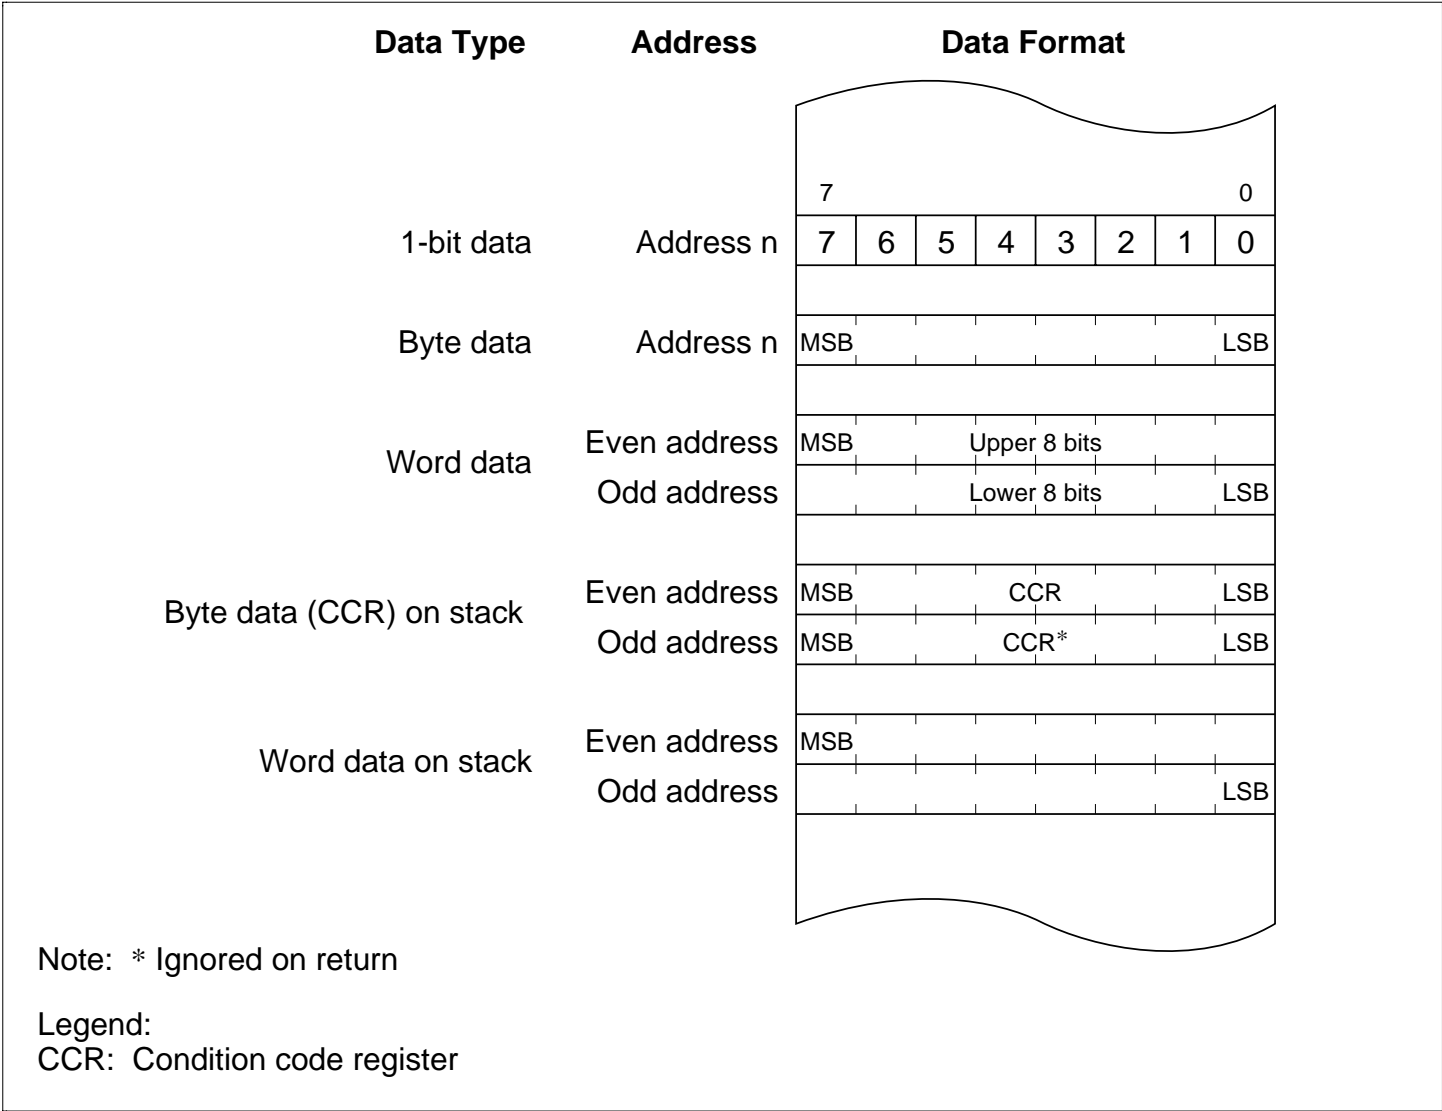 Data Type Address Data Format
7 0
1-bit data Address n 7 6 5 4 3 2 1 0
Byte data Address n MSB LSB
Word data
Even address MSB Upper 8 bits
Odd address Lower 8 bits LSB
Byte data (CCR) on stack
Even address MSB CCR LSB
Odd address MSB CCR* LSB
Word data on stack
Even address MSB
Odd address LSB
Note: * Ignored on return
Legend:
CCR: Condition code register